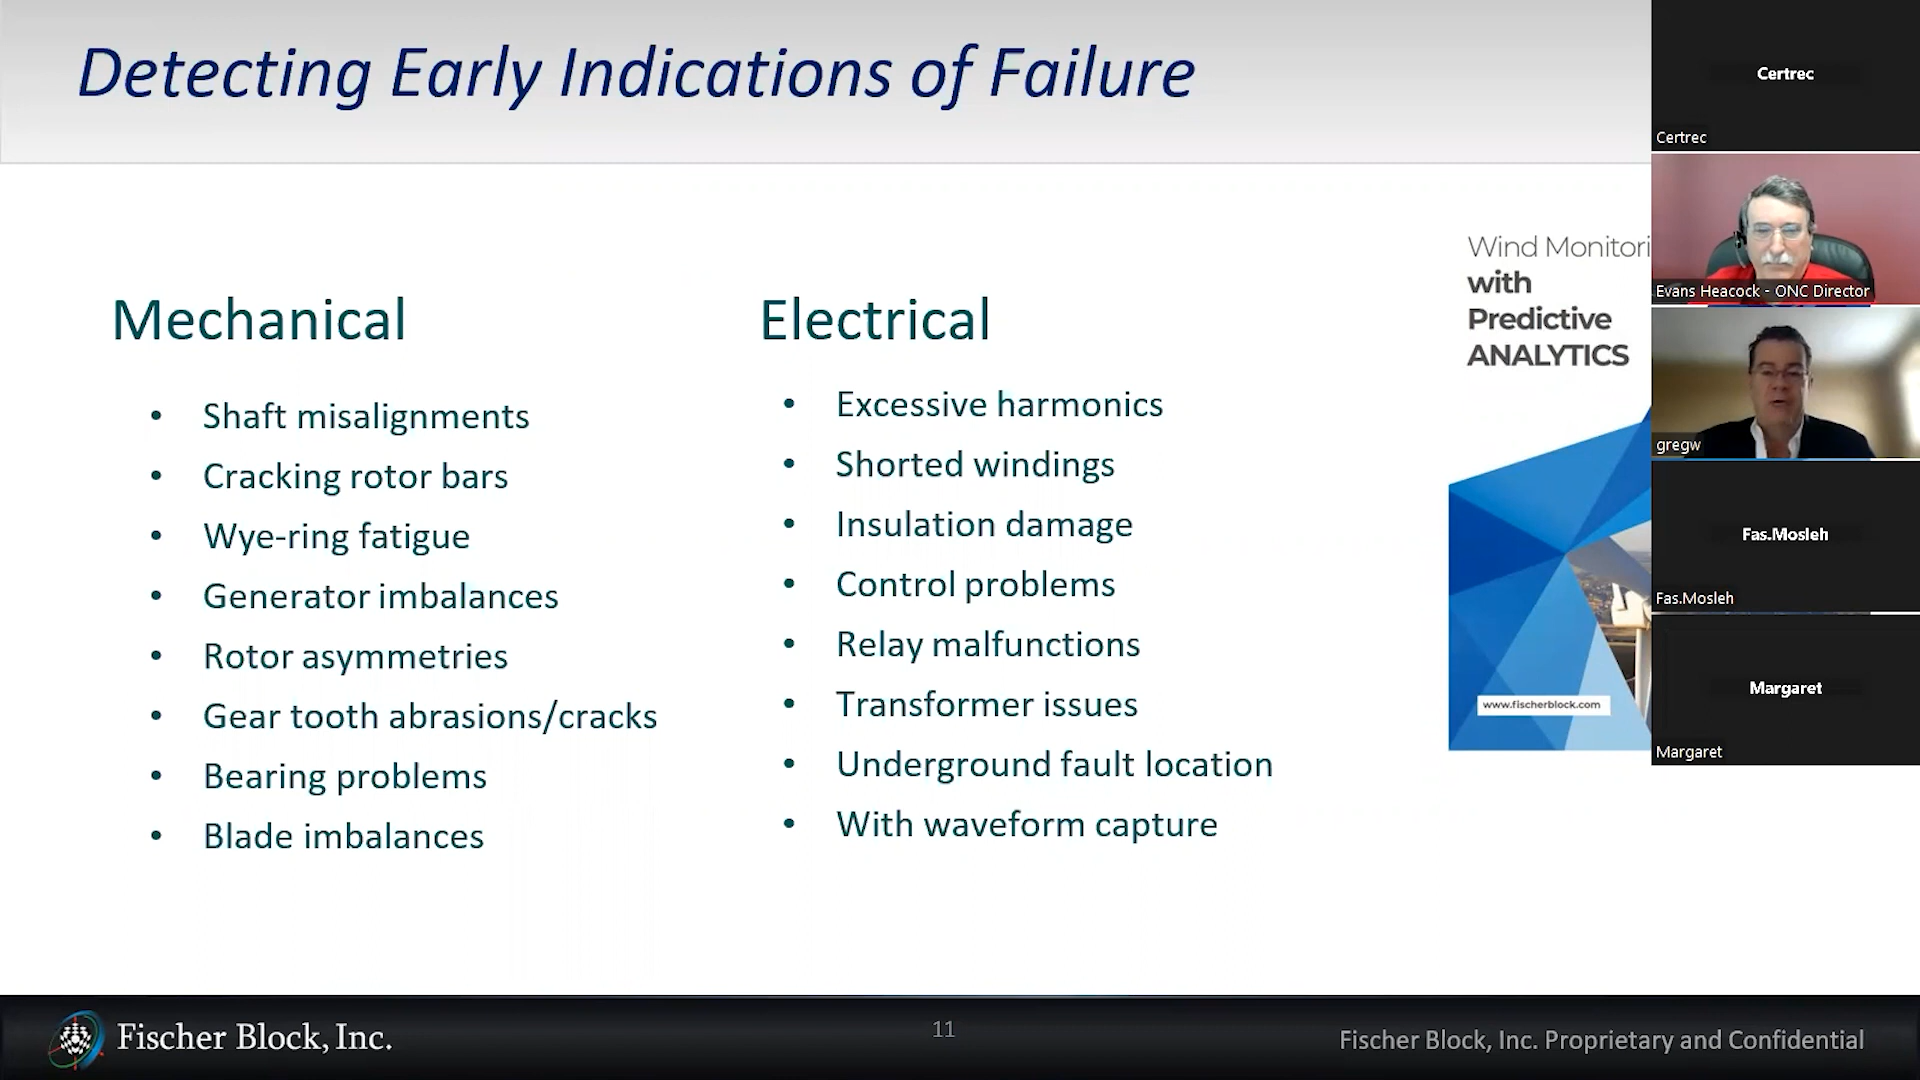 Detecting Early Indications of Failure
Mechanical
• Shaft misalignments
• Cracking rotor bars
• Wye-ring fatigue
• Generator imbalances
• Rotor asymmetries
• Gear tooth abrasions/cracks
• Bearing problems
• Blade imbalances
Electrical
• Excessive harmonics
• Shorted windings
• Insulation damage
• Control problems
• Relay malfunctions
• Transformer issues
• Underground fault location
• With waveform capture
Wind Monitori
with
Predictive
ANALYTICS
www.fischerblock.com
Certrec
Certrec
Evans Heacock - ONC Director
gregw
Fas.Mosleh
Fas.Mosleh
Margaret
Margaret
Fischer Block, Inc.
11
Fischer Block, Inc. Proprietary and Confidential